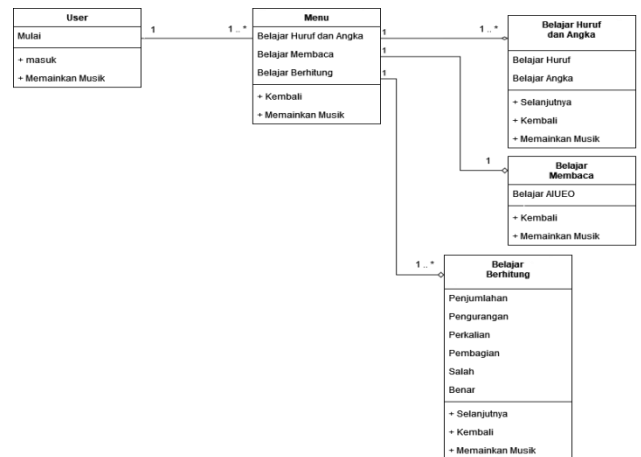 User
Mulai
+ masuk
+ Memainkan Musik
1
1 .. *
Menu
Belajar Huruf dan Angka
Belajar Membaca
Belajar Berhitung
+ Kembali
+ Memainkan Musik
1
1 .. *
1
1
Belajar Huruf
dan Angka
Belajar Huruf
Belajar Angka
+ Selanjutnya
+ Kembali
+ Memainkan Musik
1
Belajar
Membaca
Belajar AIUEO
+ Kembali
+ Memainkan Musik
1 .. *
Belajar
Berhitung
Penjumlahan
Pengurangan
Perkalian
Pembagian
Salah
Benar
+ Selanjutnya
+ Kembali
+ Memainkan Musik